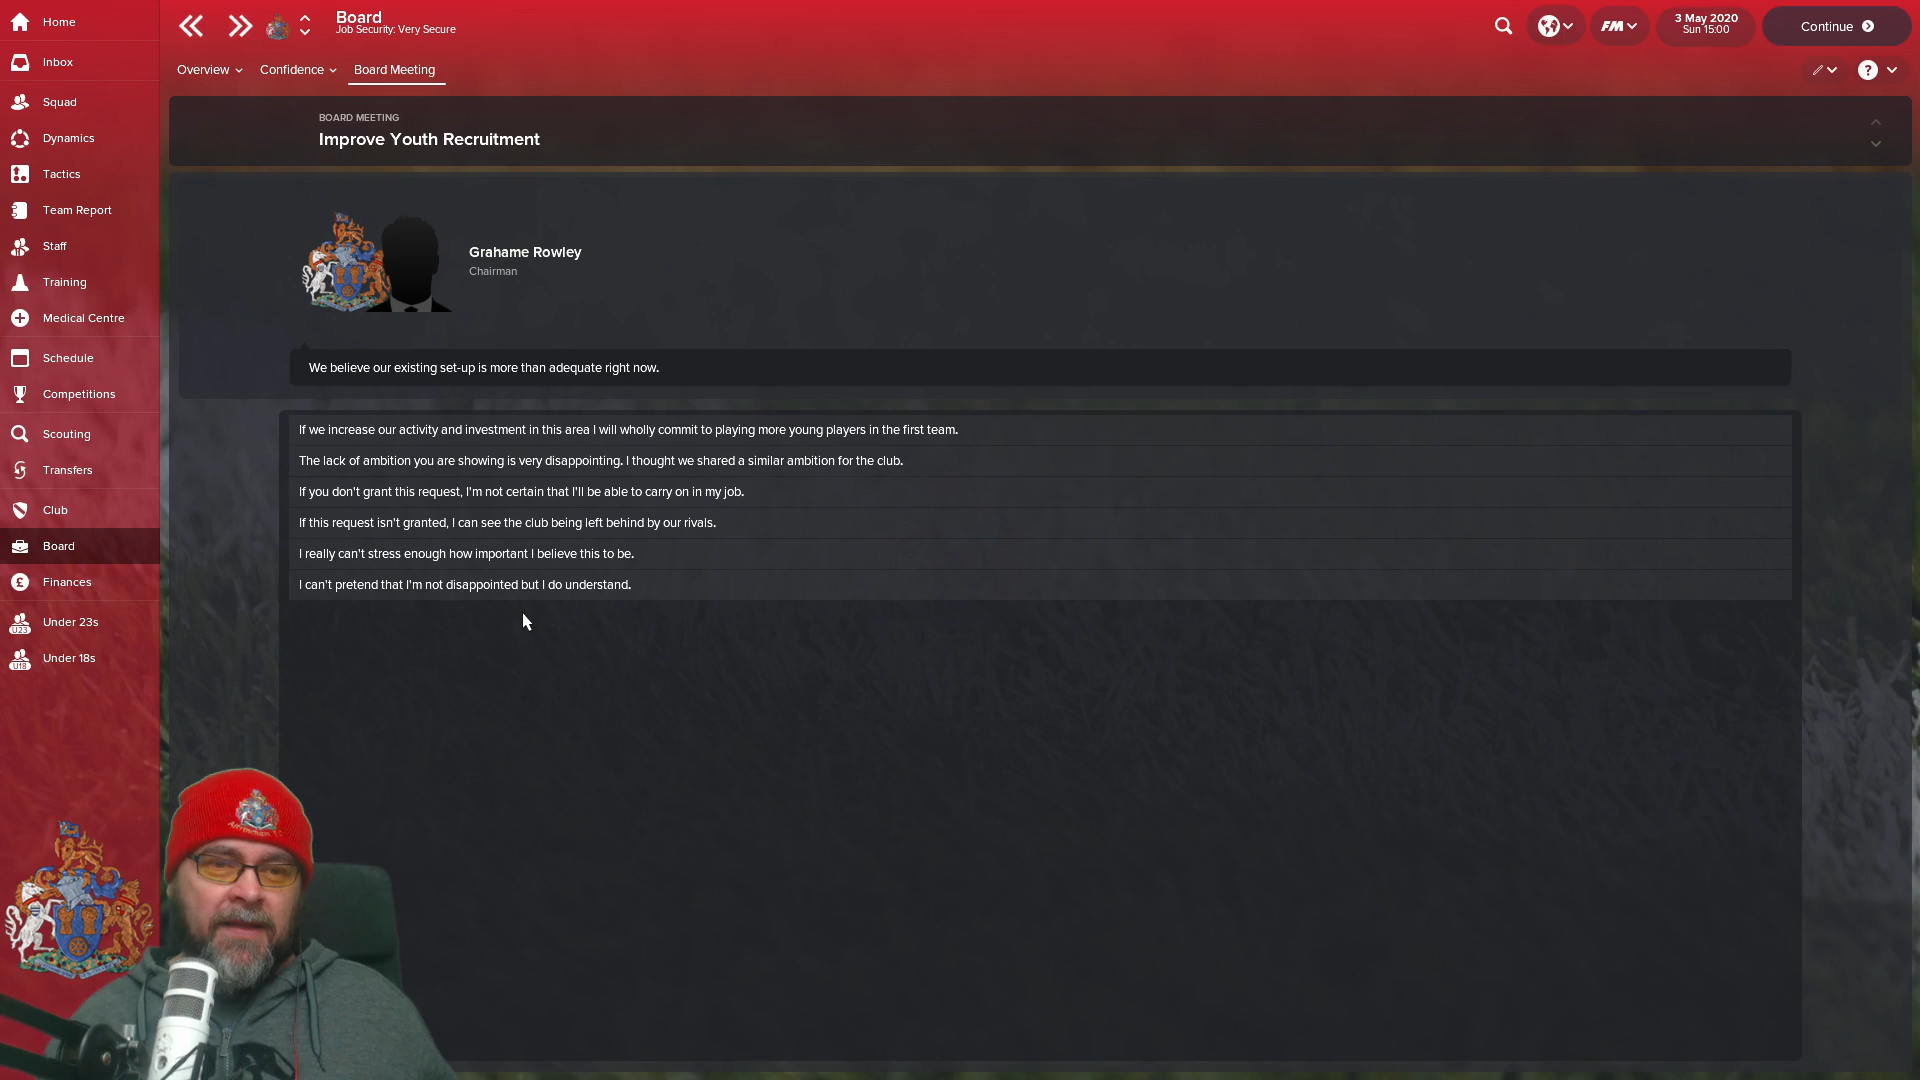 Home
Inbox
Squad
Dynamics
Tactics
Team Report
Staff
Training
Medical Centre
Schedule
Competitions
Scouting
Transfers
Club
Board
Finances
Under 23s
U23
Under 18s
U18
Board
Job Security: Very Secure
FM
3 May 2020
Sun 15:00
Continue
Overview
Confidence
Board Meeting
?
BOARD MEETING
Improve Youth Recruitment
Grahame Rowley
Chairman
We believe our existing set-up is more than adequate right now.
If we increase our activity and investment in this area I will wholly commit to playing more young players in the first team.
The lack of ambition you are showing is very disappointing. I thought we shared a similar ambition for the club.
If you don't grant this request, I'm not certain that I'll be able to carry on in my job.
If this request isn't granted, I can see the club being left behind by our rivals.
I really can't stress enough how important I believe this to be.
I can't pretend that I'm not disappointed but I do understand.